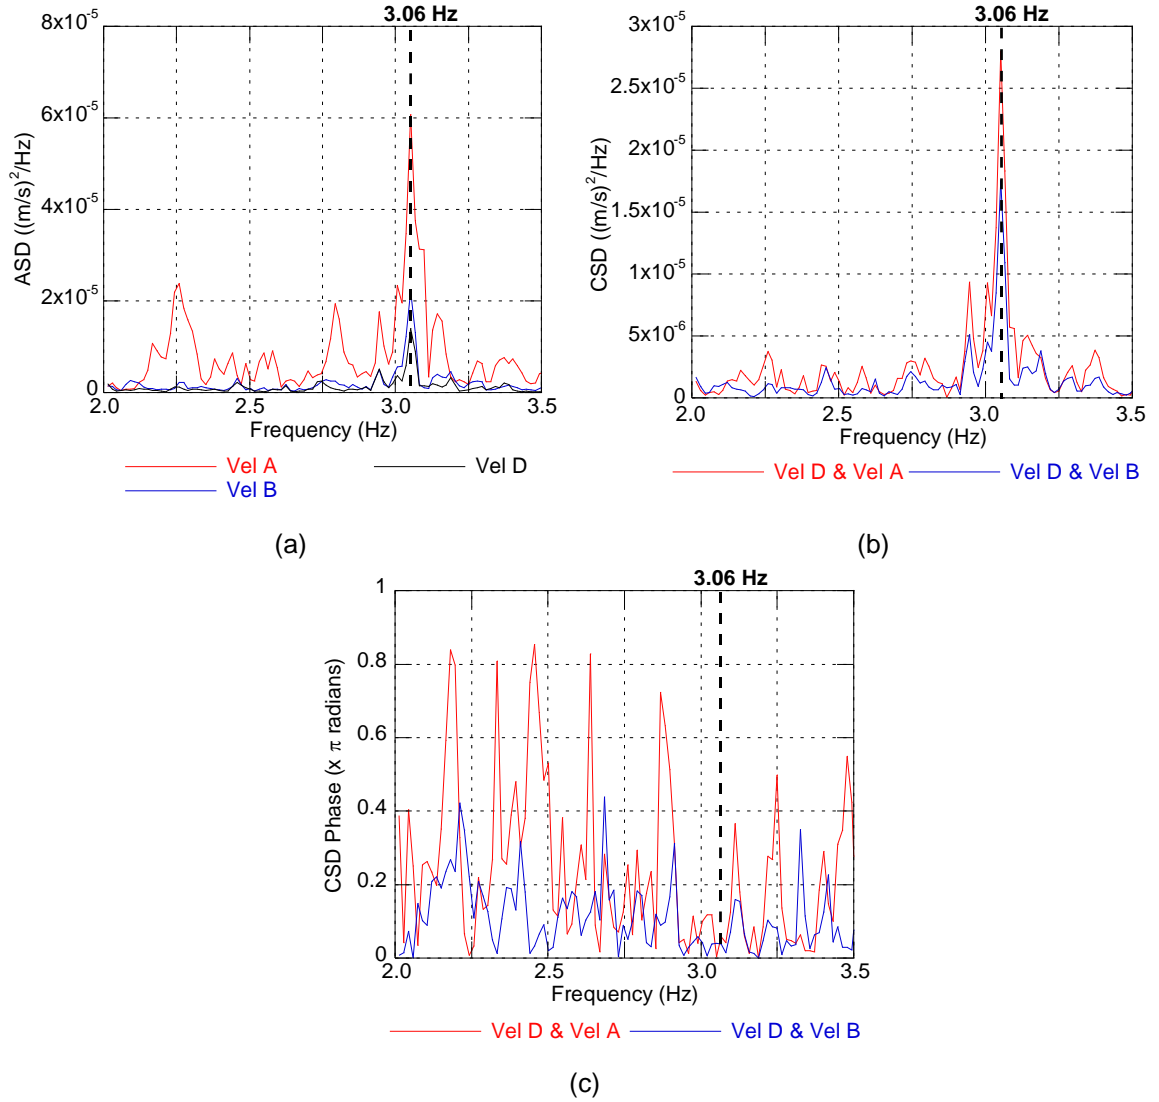 3.06 Hz
8x10-5
6x10-5
4x10-5
2x10-5
0
ASD ((m/s)2/Hz)
2.0 2.5 3.0 3.5
Frequency (Hz)
Vel A
Vel B
Vel D
(a)
3.06 Hz
3.0x10-5
2.5x10-5
2.0x10-5
1.5x10-5
1x10-5
5x10-6
0
CSD ((m/s)2/Hz)
2.0 2.5 3.0 3.5
Frequency (Hz)
Vel D & Vel A
Vel D & Vel B
(b)
3.06 Hz
1
0.8
0.6
0.4
0.2
0
CSD Phase (x π radians)
2.0 2.5 3.0 3.5
Frequency (Hz)
Vel D & Vel A
Vel D & Vel B
(c)